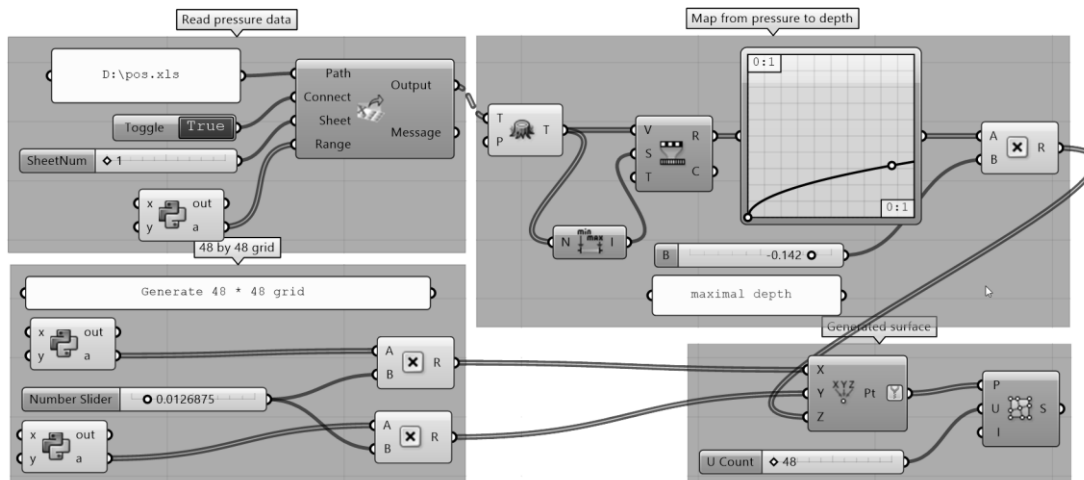 Read pressure data
D:\pos.xls
Path
Connect
Sheet
Range
Output
Message
Toggle
True
SheetNum
1
x
y
out
a
48 by 48 grid
Map from pressure to depth
T
P
T
V
S
T
R
C
N
min
max
I
0:1
0:1
A
B
R
B
-0.142
maximal depth
Generate 48 * 48 grid
x
y
out
a
A
B
R
Number Slider
0.0126875
x
y
out
a
A
B
R
Generated surface
X
Y
Z
X Y Z
Pt
P
U
I
S
U Count
48